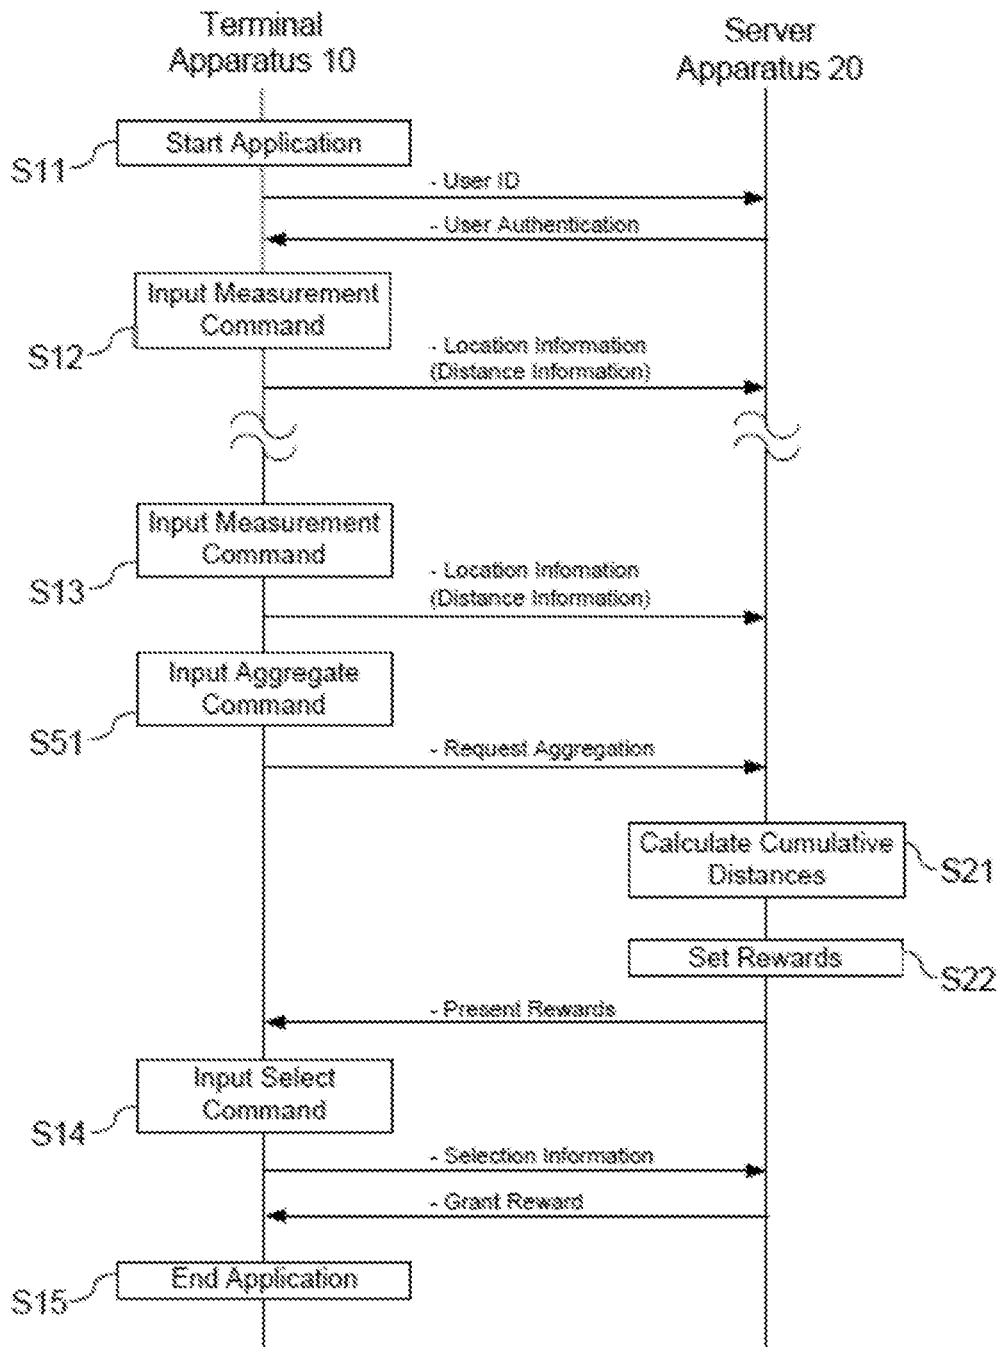 Terminal
Apparatus 10
Server
Apparatus 20
Start Application
S11
- User ID
- User Authentication
Input Measurement
Command
S12
- Location Information
(Distance Information)
Input Measurement
Command
S13
- Location Infomation
(Distance Information)
Input Aggregate
Command
S51
- Request Aggregation
Calculate Cumulative
Distances
S21
Set Rewards
S22
- Present Rewards
Input Select
Command
S14
- Selection Information
- Grant Reward
End Application
S15